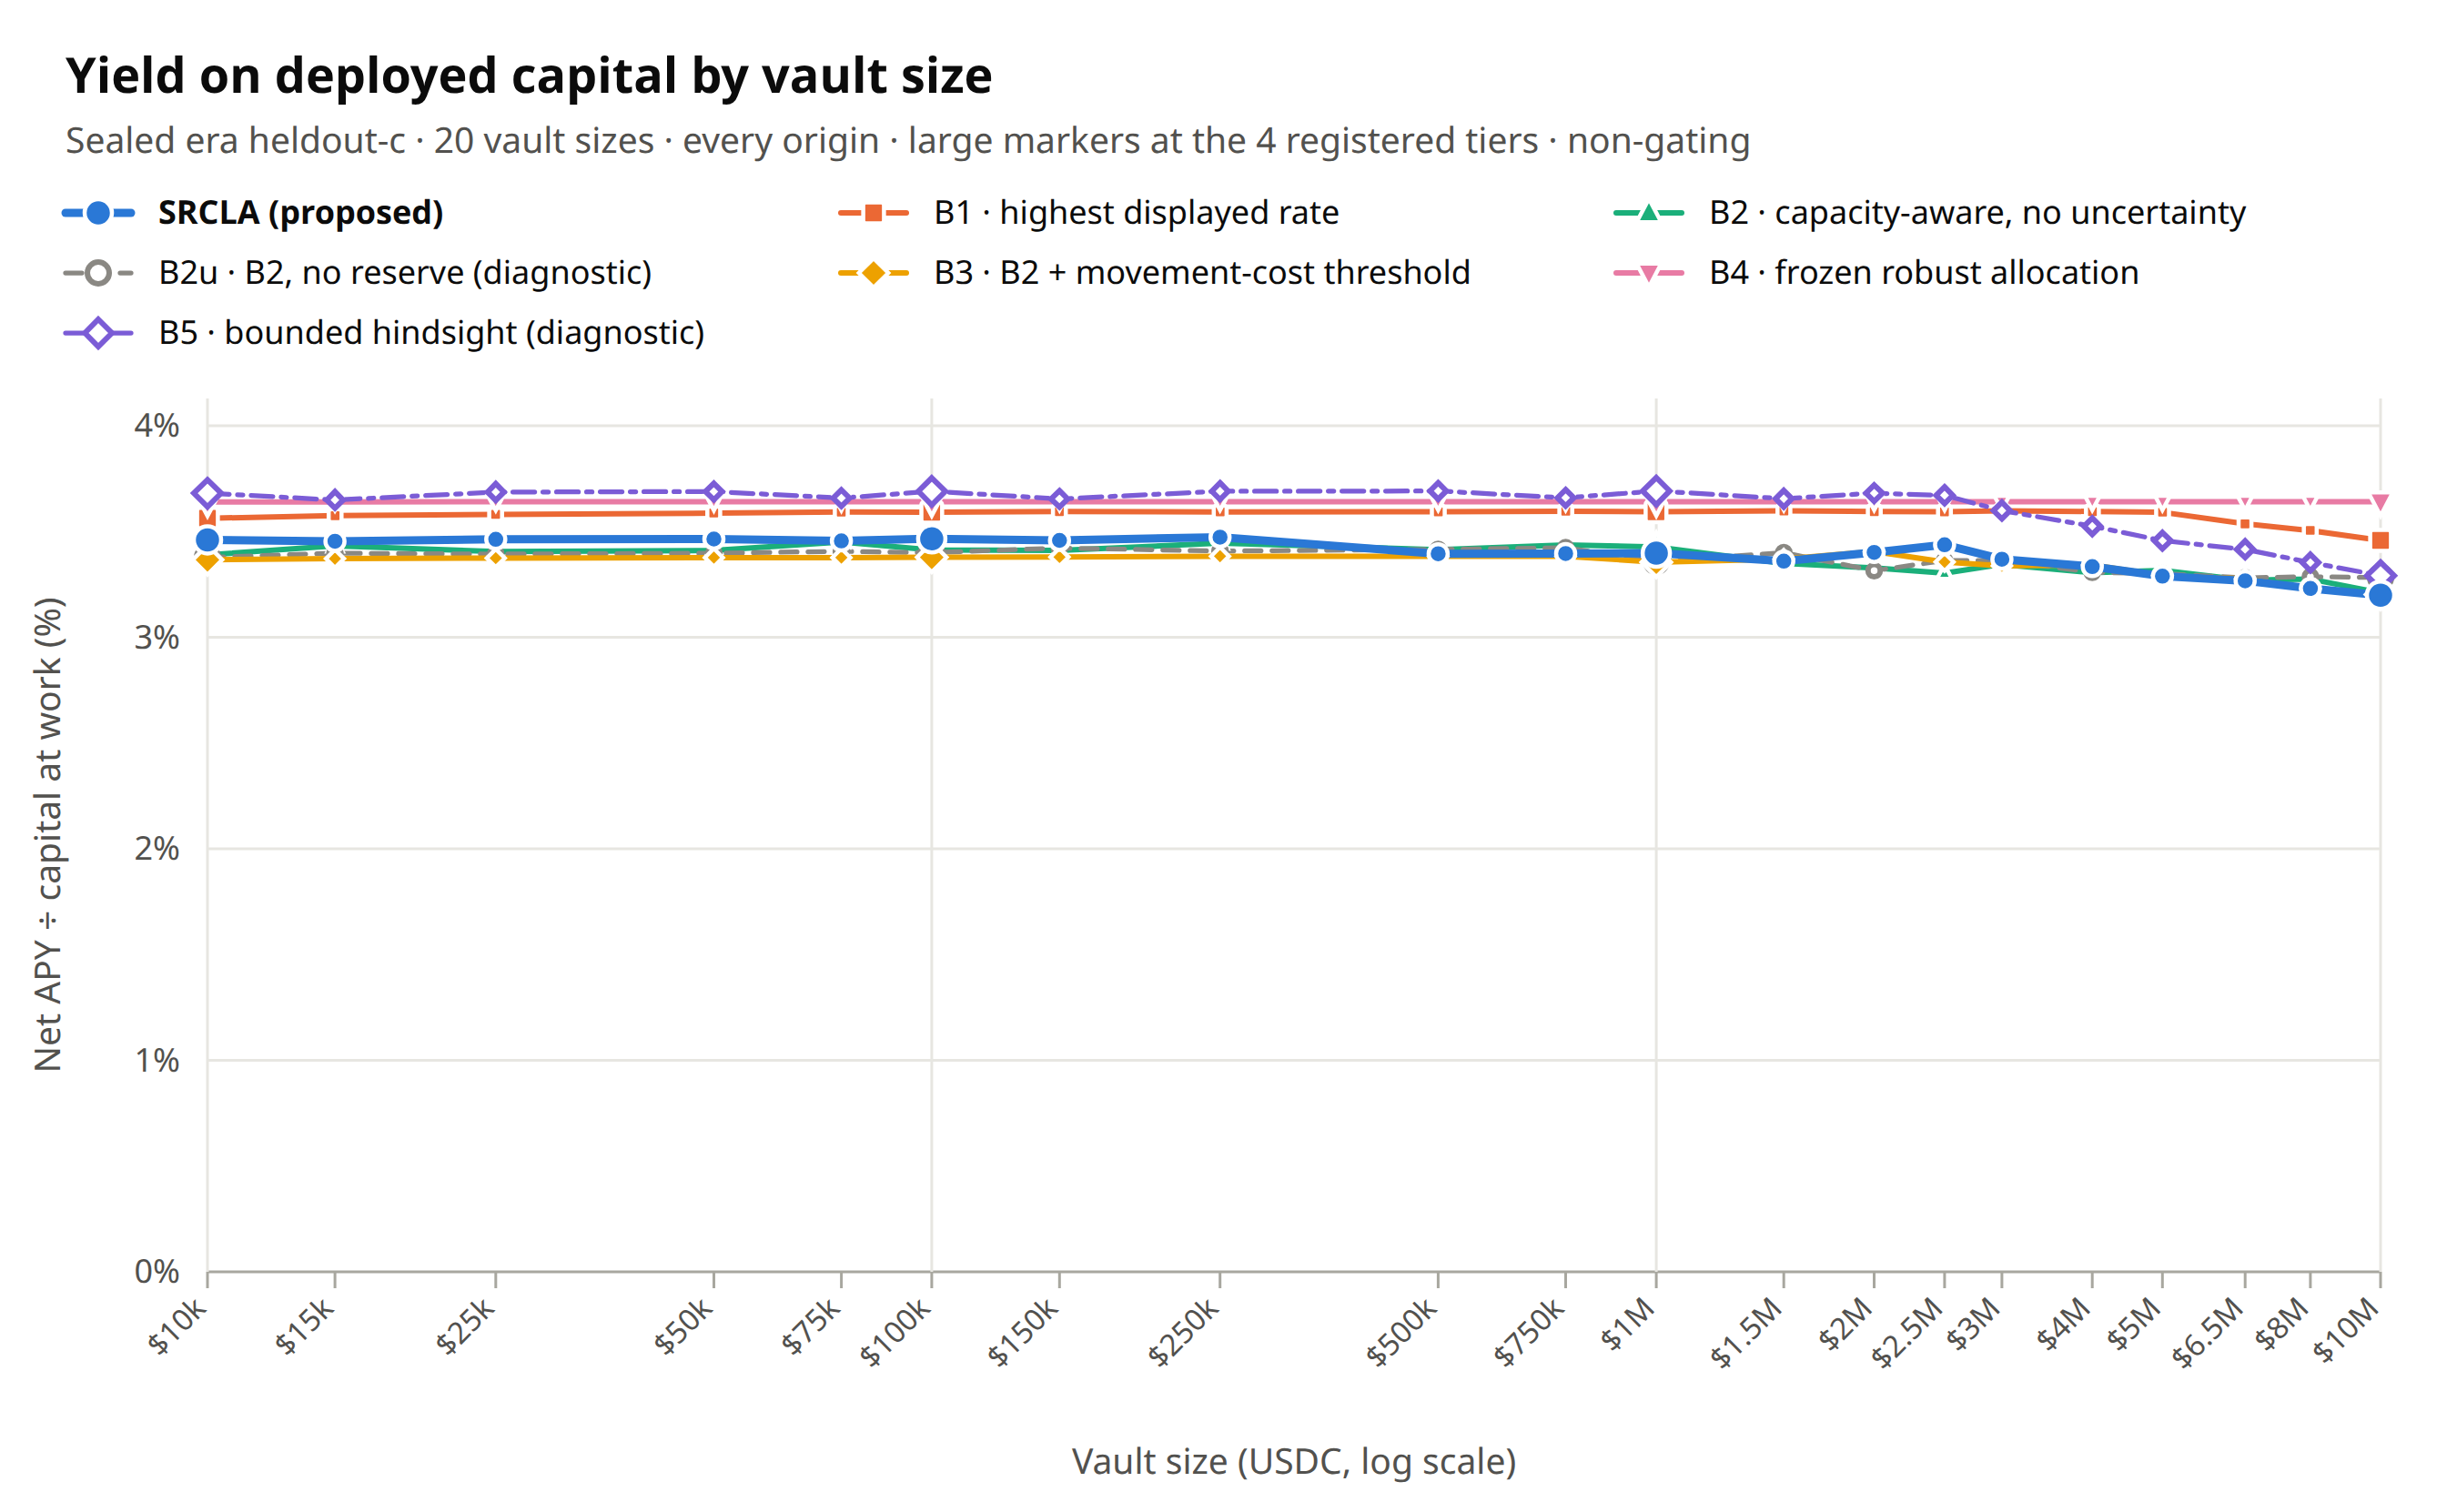 Yield on deployed capital by vault size
Sealed era heldout-c · 20 vault sizes · every origin · large markers at the 4 registered tiers · non-gating
SRCLA (proposed)
B1 · highest displayed rate
B2 · capacity-aware, no uncertainty
B2u · B2, no reserve (diagnostic)
B3 · B2 + movement-cost threshold
B4 · frozen robust allocation
B5 · bounded hindsight (diagnostic)
Net APY ÷ capital at work (%)
4%
3%
2%
1%
0%
$10k
$15k
$25k
$50k
$75k
$100k
$150k
$250k
$500k
$750k
$1M
$1.5M
$2M
$2.5M
$3M
$4M
$5M
$6.5M
$8M
$10M
Vault size (USDC, log scale)